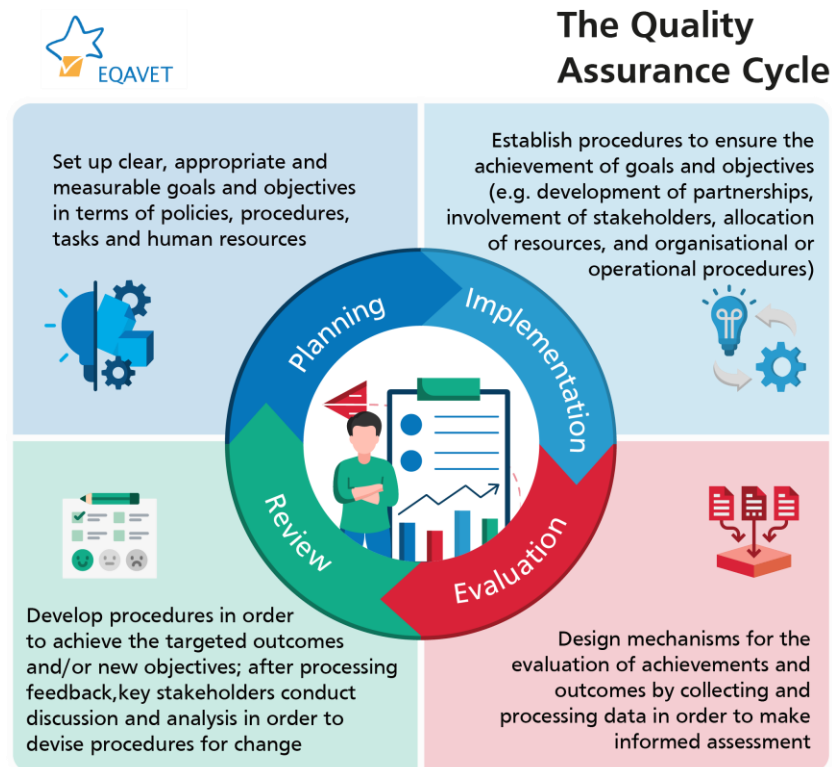 EQAVET
The Quality
Assurance Cycle
Set up clear, appropriate and
measurable goals and objectives
in terms of policies, procedures,
tasks and human resources
Establish procedures to ensure the
achievement of goals and objectives
(e.g. development of partnerships,
involvement of stakeholders, allocation
of resources, and organisational or
operational procedures)
Planning
Implementation
Review
Evaluation
Develop procedures in order
to achieve the targeted outcomes
and/or new objectives; after processing
feedback,key stakeholders conduct
discussion and analysis in order to
devise procedures for change
Design mechanisms for the
evaluation of achievements and
outcomes by collecting and
processing data in order to make
informed assessment